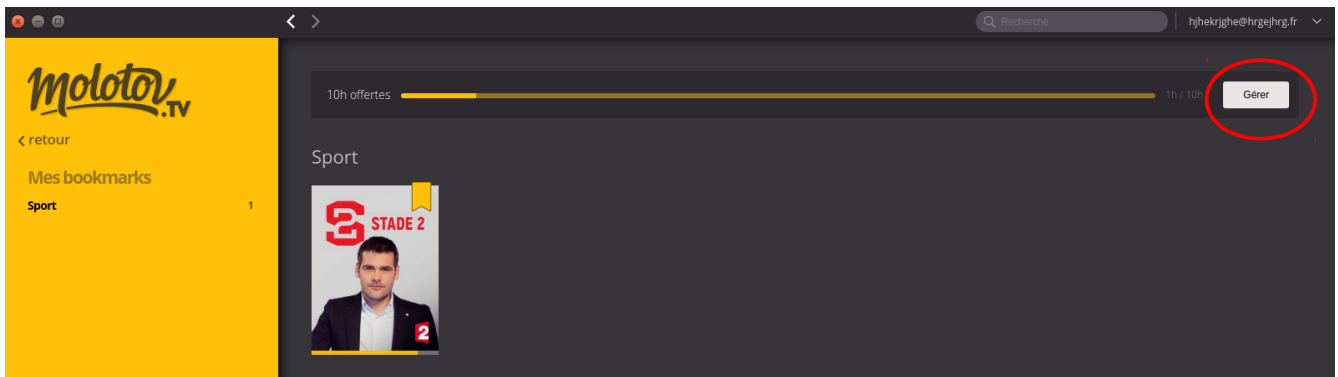 Recherche
hjhekrjghe@hrgejhrg.fr
molotov.TV
retour
Mes bookmarks
Sport 1
10h offertes
1h / 10h
Gérer
Sport
STADE 2
2